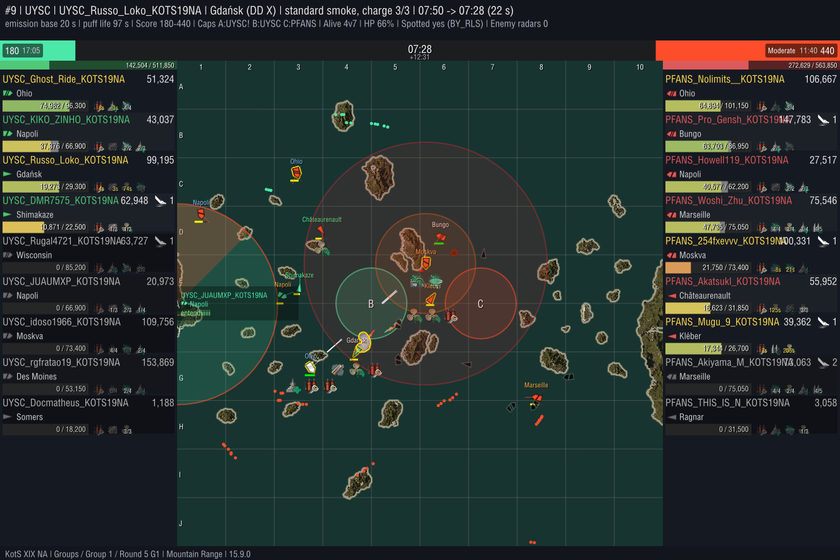 #9 | UYSC | UYSC_Russo_Loko_KOTS19NA | Gdańsk (DD X) | standard smoke, charge 3/3 | 07:50 -> 07:28 (22 s)
emission base 20 s | puff life 97 s | Score 180-440 | Caps A:UYSC! B:UYSC C:PFANS | Alive 4v7 | HP 66% | Spotted yes (BY_RLS) | Enemy radars 0
180 17:05
07:28
+12:31
Moderate 11:40 440
142,504 / 511,850
272,629 / 563,850
UYSC_Ghost_Ride_KOTS19NA 51,324
Ohio
UYSC_KIKO_ZINHO_KOTS19NA 43,037
Napoli
UYSC_Russo_Loko_KOTS19NA 99,195
Gdańsk
UYSC_DMR7575_KOTS19NA 62,948 1
Shimakaze
UYSC_Rugal4721_KOTS19NA 63,727 1
Wisconsin
0 / 85,200
UYSC_JUAUMXP_KOTS19NA 20,973
Napoli
0 / 66,900
UYSC_idoso1966_KOTS19NA 109,756
Moskva
0 / 73,400
UYSC_rgfratao19_KOTS19NA 153,869
Des Moines
0 / 53,150
UYSC_Docmatheus_KOTS19NA 1,188
Somers
0 / 18,200
1 2 3 4 5 6 7 8 9 10
A
B
C
D
F
G
H
I
J
Ohio
Napoli
Châteaurenault
Bungo
Moskva
Napoli
UYSC_JUAUMXP_KOTS19NA
Napoli
B
C
Marseille
PFANS_Nolimits__KOTS19NA 106,667
Ohio
PFANS_Pro_Gensh_KOTS19NA 147,783 1
Bungo
PFANS_Howell119_KOTS19NA 27,517
Napoli
PFANS_Woshi_Zhu_KOTS19NA 75,546
Marseille
PFANS_254fxevvv_KOTS19NA 1
Moskva
21,750 / 73,400
PFANS_Akatsukl_KOTS19NA 55,952
Châteaurenault
PFANS_Mugu_9_KOTS19NA 39,362 1
Kléber
PFANS_Akiyama_M_KOTS19NA 2
Marseille
0 / 75,050
PFANS_THIS_IS_N_KOTS19NA 3,058
Ragnar
0 / 31,500
KotS XIX NA | Groups / Group 1 / Round 5 G1 | Mountain Range | 15.9.0